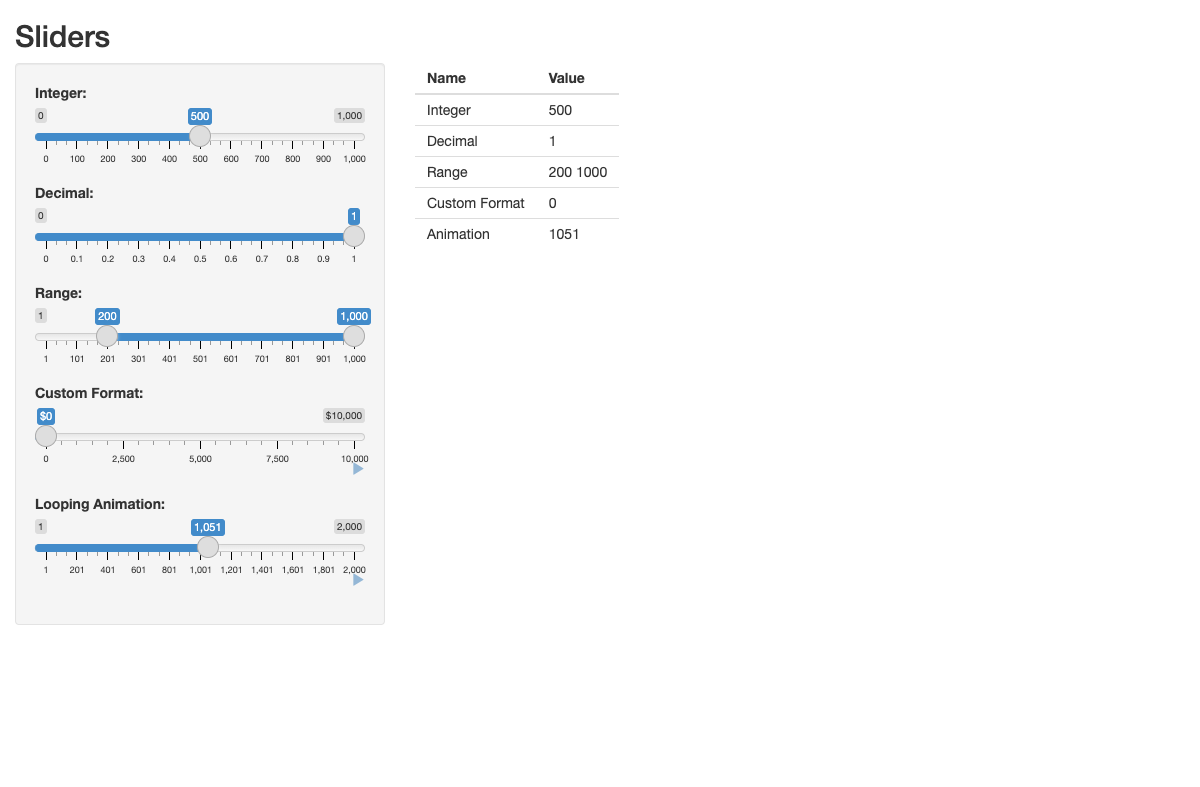 Sliders
Integer:
0 500 1,000
0 100 200 300 400 500 600 700 800 900 1,000
Decimal:
0 1
0 0.1 0.2 0.3 0.4 0.5 0.6 0.7 0.8 0.9 1
Range:
1 200 1,000
1 101 201 301 401 501 601 701 801 901 1,000
Custom Format:
$0 $10,000
0 2,500 5,000 7,500 10,000
Looping Animation:
1 1,051 2,000
1 201 401 601 801 1,001 1,201 1,401 1,601 1,801 2,000
Name Value
Integer 500
Decimal 1
Range 200 1000
Custom Format 0
Animation 1051